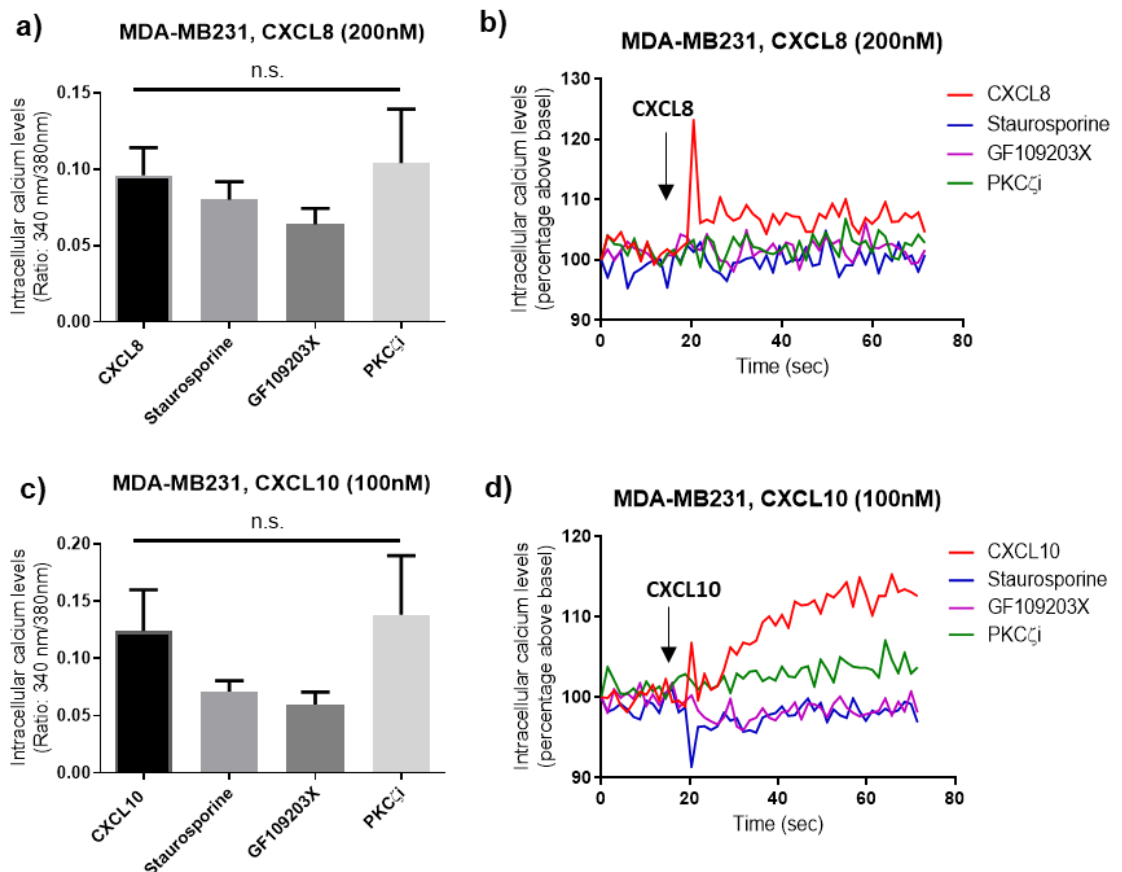 a)
MDA-MB231, CXCL8 (200nM)
n.s.
Intracellular calcium levels
(Ratio: 340 nm/380nm)
0.15
0.10
0.05
0.00
CXCL8
Staurosporine
GF109203X
PKCζi
b)
MDA-MB231, CXCL8 (200nM)
Intracellular calcium levels
(percentage above basel)
130
120
110
100
90
0
20
40
60
80
Time (sec)
CXCL8
CXCL8
Staurosporine
GF109203X
PKCζi
c)
MDA-MB231, CXCL10 (100nM)
n.s.
Intracellular calcium levels
(Ratio: 340 nm/380nm)
0.20
0.15
0.10
0.05
0.00
CXCL10
Staurosporine
GF109203X
PKCζi
d)
MDA-MB231, CXCL10 (100nM)
Intracellular calcium levels
(percentage above basel)
120
110
100
90
0
20
40
60
80
Time (sec)
CXCL10
CXCL10
Staurosporine
GF109203X
PKCζi